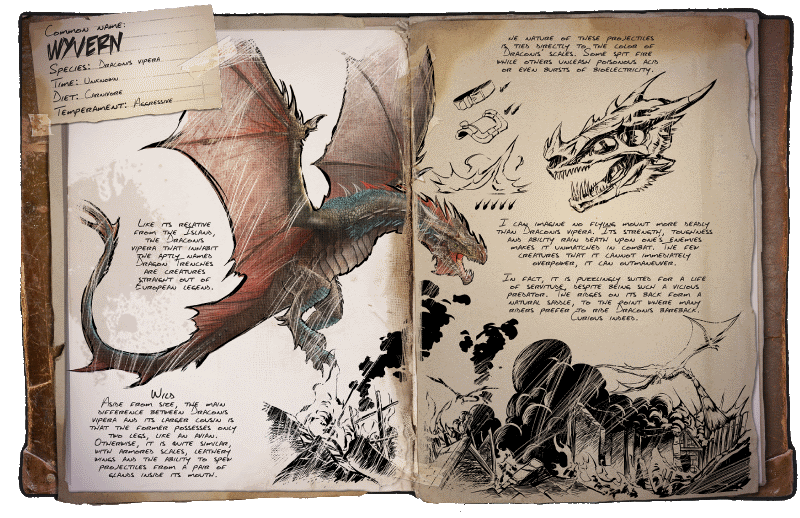 Common name:
Wyvern
Species: Draconis vipera
Time: Unknown
Diet: Carnivore
Temperament: Aggressive
Like its relative
from the Island,
the Draconis
vipera that inhabit
the aptly named
Dragon Trenches
are creatures
straight out of
European legend.
Wild
Aside from size, the main
difference between Draconis
vipera and its larger cousin is
that the former possesses only
two legs, like an avian.
Otherwise, it is quite similar,
with armored scales, leathery
wings and the ability to spew
projectiles from a pair of
glands inside its mouth.
he nature of these projectiles
is tied directly to the color of
Draconis' scales. Some spit fire
while others unleash poisonous acid
or even bursts of bioelectricity.
I can imagine no flying mount more deadly
than Draconis vipera. Its strength, toughness
and ability rain death upon one's enemies
makes it unmatched in combat. The few
creatures that it cannot immediately
overpower, it can outmaneuver.
In fact, it is puzzlingly suited for a life
of servitude, despite being such a vicious
predator. The ridges on its back form a
natural saddle, to the point where many
riders prefer to ride Draconis bareback.
Curious indeed.